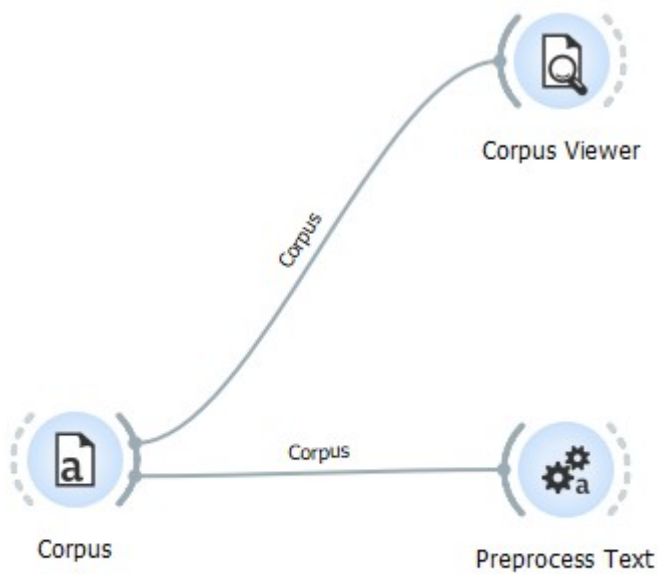 Corpus Viewer
Corpus
a
Corpus
a
Corpus
Preprocess Text